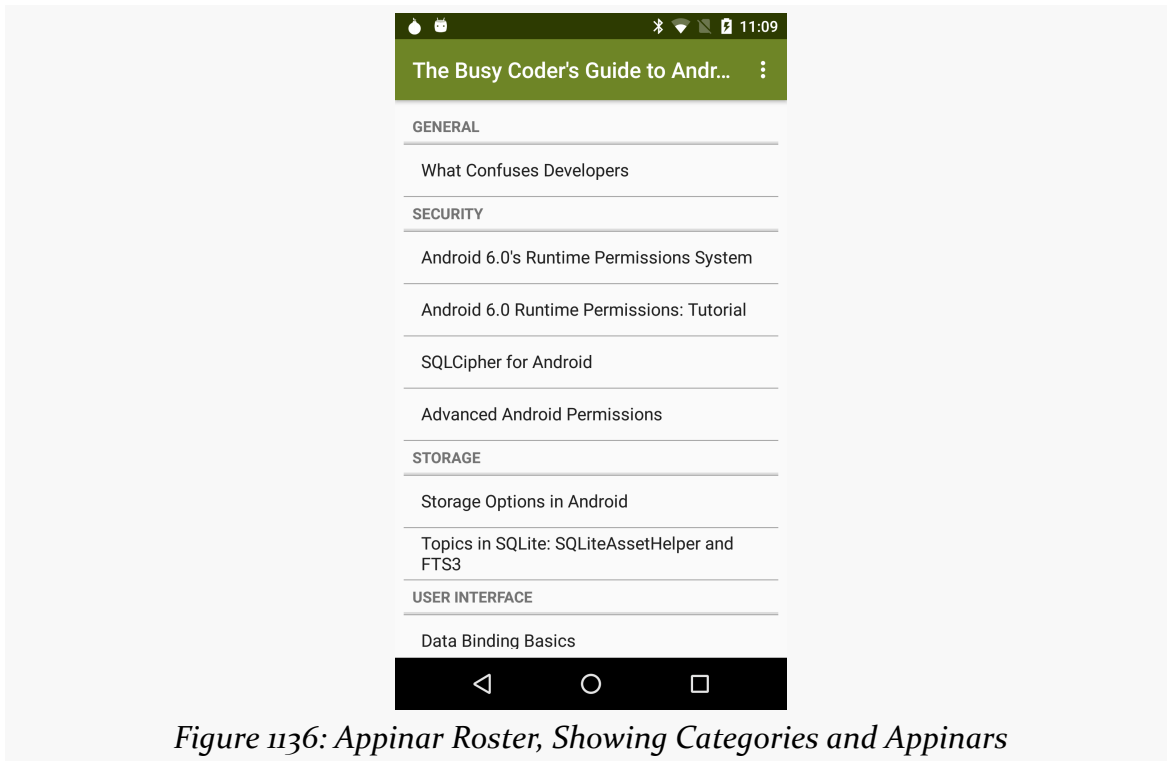 11:09
The Busy Coder's Guide to Andr...
GENERAL
What Confuses Developers
SECURITY
Android 6.0's Runtime Permissions System
Android 6.0 Runtime Permissions: Tutorial
SQLCipher for Android
Advanced Android Permissions
STORAGE
Storage Options in Android
Topics in SQLite: SQLiteAssetHelper and
FTS3
USER INTERFACE
Data Binding Basics
Figure 1136: Appinar Roster, Showing Categories and Appinars